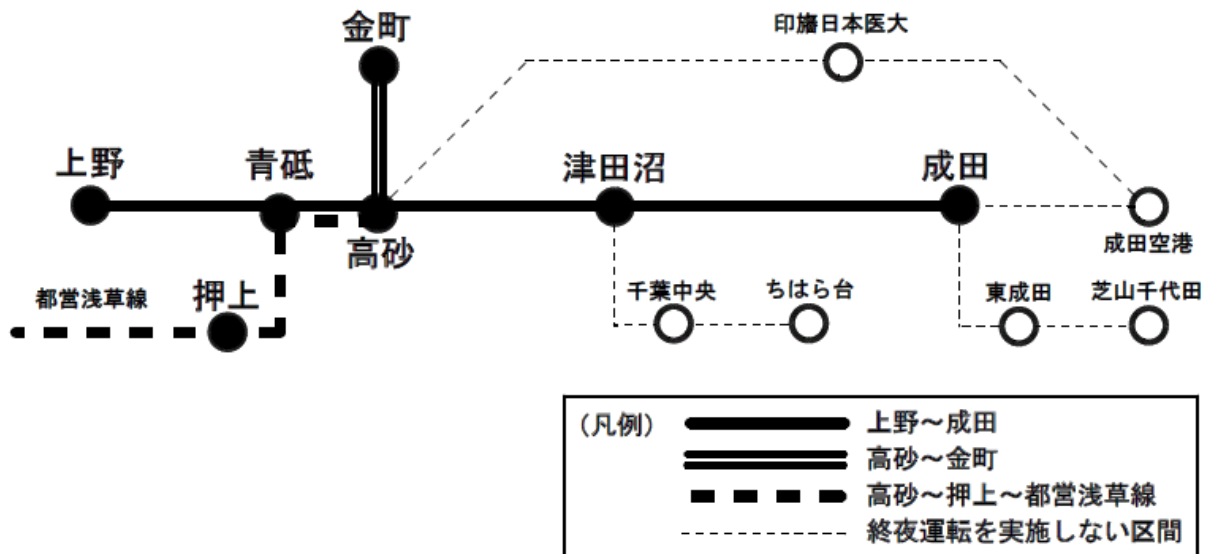 金町
印旛日本医大
上野
青砥
津田沼
成田
高砂
成田空港
都営浅草線
押上
千葉中央
ちはら台
東成田
芝山千代田
(凡例)
上野~成田
高砂~金町
高砂~押上~都営浅草線
終夜運転を実施しない区間